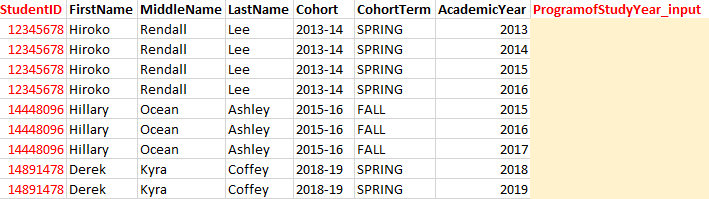 StudentID FirstName MiddleName LastName Cohort CohortTerm AcademicYear ProgramofStudyYear_input
12345678 Hiroko Rendall Lee 2013-14 SPRING 2013
12345678 Hiroko Rendall Lee 2013-14 SPRING 2014
12345678 Hiroko Rendall Lee 2013-14 SPRING 2015
12345678 Hiroko Rendall Lee 2013-14 SPRING 2016
14448096 Hillary Ocean Ashley 2015-16 FALL 2015
14448096 Hillary Ocean Ashley 2015-16 FALL 2016
14448096 Hillary Ocean Ashley 2015-16 FALL 2017
14891478 Derek Kyra Coffey 2018-19 SPRING 2018
14891478 Derek Kyra Coffey 2018-19 SPRING 2019